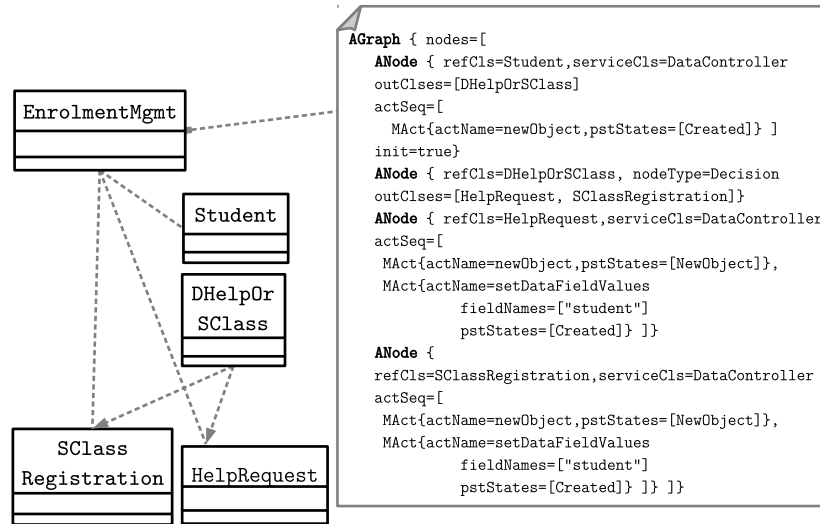 EnrolmentMgmt
Student
DHelpOr
SClass
SClass
Registration
HelpRequest
AGraph { nodes=[
ANode { refCls=Student,serviceCls=DataController
outClses=[DHelpOrSClass]
actSeq=[
MAct{actName=newObject,pstStates=[Created]} ]
init=true}
ANode { refCls=DHelpOrSClass, nodeType=Decision
outClses=[HelpRequest, SClassRegistration]}
ANode { refCls=HelpRequest,serviceCls=DataController
actSeq=[
MAct{actName=newObject,pstStates=[NewObject]},
MAct{actName=setDataFieldValues
fieldNames=["student"]
pstStates=[Created]} ]}
ANode {
refCls=SClassRegistration,serviceCls=DataController
actSeq=[
MAct{actName=newObject,pstStates=[NewObject]},
MAct{actName=setDataFieldValues
fieldNames=["student"]
pstStates=[Created]} ]} ]}